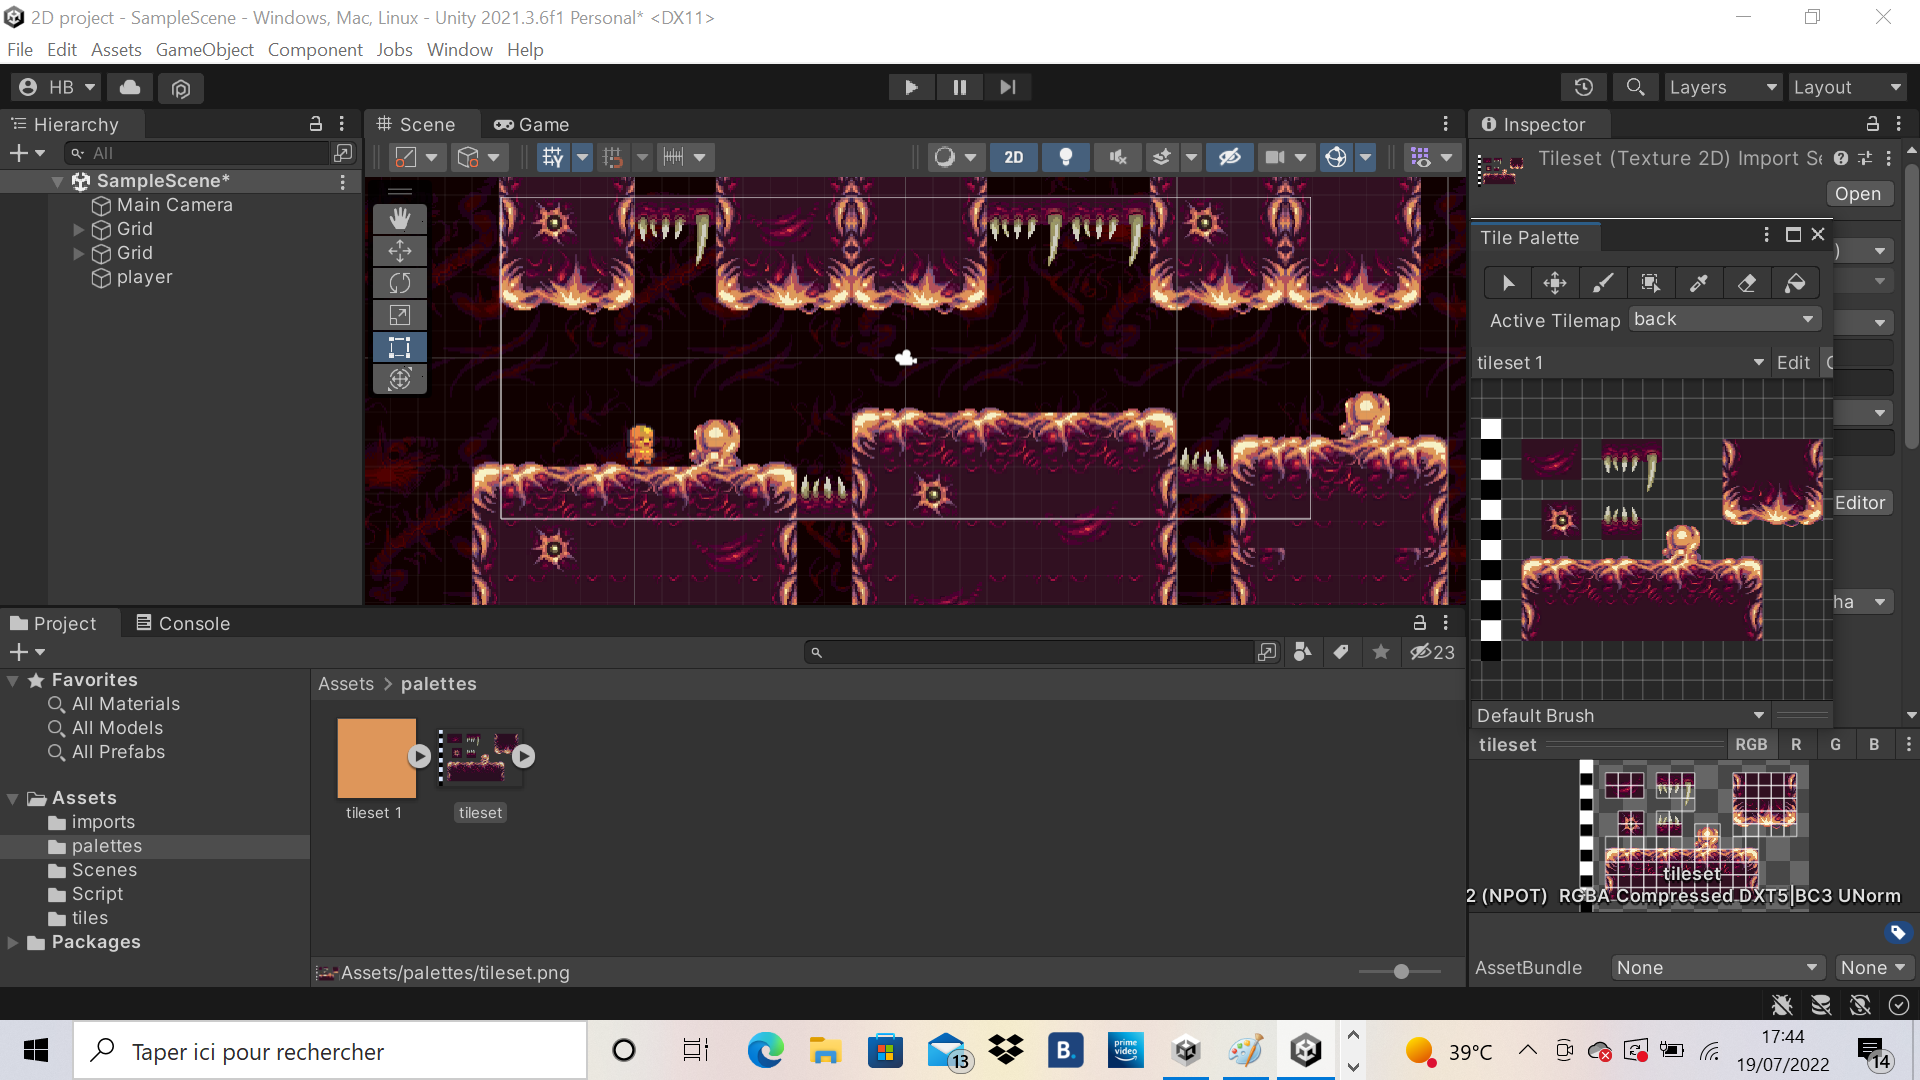 2D project - SampleScene - Windows, Mac, Linux - Unity 2021.3.6f1 Personal* <DX11>
File Edit Assets GameObject Component Jobs Window Help
HB
Layers
Layout
Hierarchy
All
SampleScene*
Main Camera
Grid
Grid
player
Scene
Game
2D
Inspector
Tileset (Texture 2D) Import Se
Open
Tile Palette
Active Tilemap
back
tileset 1
Edit
Editor
ha
Default Brush
tileset
RGB
R
G
B
tileset
2 (NPOT) RGBA Compressed DXT5|BC3 UNorm
AssetBundle
None
None
Project
Console
23
Favorites
All Materials
All Models
All Prefabs
Assets
imports
palettes
Scenes
Script
tiles
Packages
Assets > palettes
tileset 1
tileset
Assets/palettes/tileset.png
Taper ici pour rechercher
13
B.
prime video
39°C
17:44
19/07/2022
14